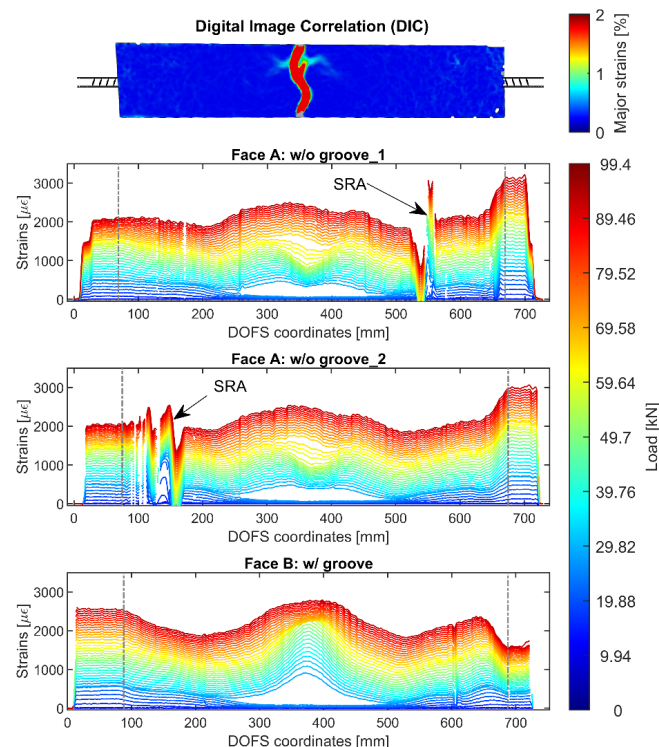 Digital Image Correlation (DIC)
2
1
0
Major strains [%]
Face A: w/o groove_1
SRA
3000
2000
1000
0
Strains [µϵ]
0 100 200 300 400 500 600 700
DOFS coordinates [mm]
Face A: w/o groove_2
SRA
3000
2000
1000
0
Strains [µϵ]
0 100 200 300 400 500 600 700
DOFS coordinates [mm]
Face B: w/ groove
3000
2000
1000
0
Strains [µϵ]
0 100 200 300 400 500 600 700
DOFS coordinates [mm]
99.4
89.46
79.52
69.58
59.64
49.7
39.76
29.82
19.88
9.94
0
Load [kN]